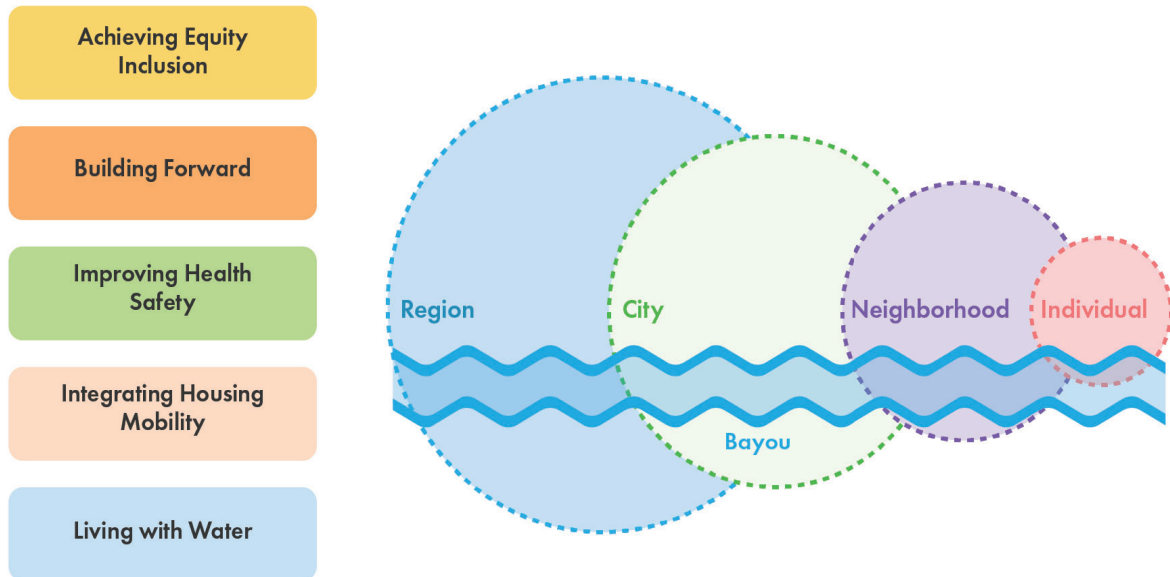 Achieving Equity
Inclusion
Building Forward
Improving Health
Safety
Integrating Housing
Mobility
Living with Water
Region
City
Neighborhood
Individual
Bayou